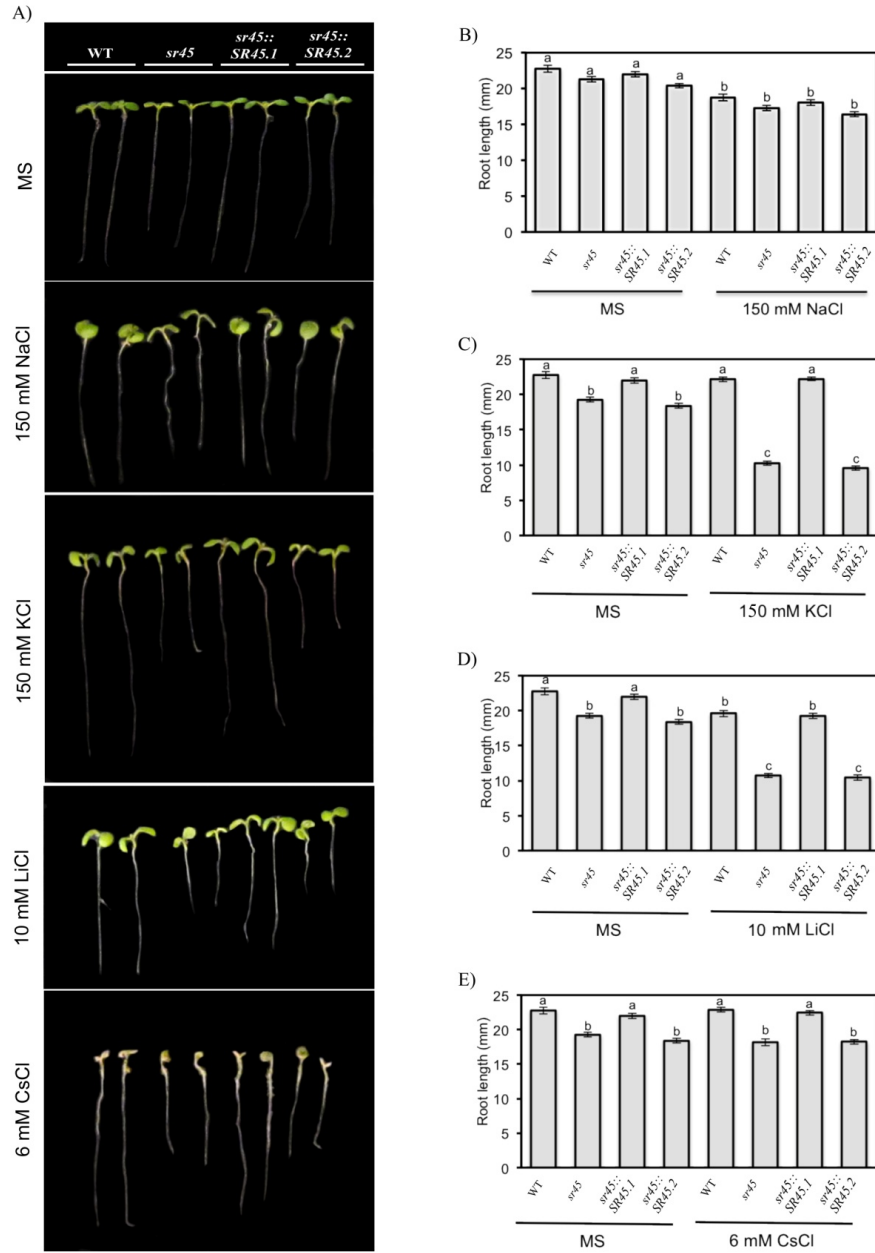 A)
WT sr45 sr45:: sr45::
SR45.1 SR45.2
MS
150 mM NaCl
150 mM KCl
10 mM LiCl
6 mM CsCl
B)
Root length (mm)
25
20
15
10
5
0
a a a a b b b b
WT sr45 sr45:: SR45.1 sr45:: SR45.2 WT sr45 sr45:: SR45.1 sr45:: SR45.2
MS 150 mM NaCl
C)
Root length (mm)
25
20
15
10
5
0
a b a b a c a c
WT sr45 sr45:: SR45.1 sr45:: SR45.2 WT sr45 sr45:: SR45.1 sr45:: SR45.2
MS 150 mM KCl
D)
Root length (mm)
25
20
15
10
5
0
a b a b b c b c
WT sr45 sr45:: SR45.1 sr45:: SR45.2 WT sr45 sr45:: SR45.1 sr45:: SR45.2
MS 10 mM LiCl
E)
Root length (mm)
25
20
15
10
5
0
a b a b a b a b
WT sr45 sr45:: SR45.1 sr45:: SR45.2 WT sr45 sr45:: SR45.1 sr45:: SR45.2
MS 6 mM CsCl